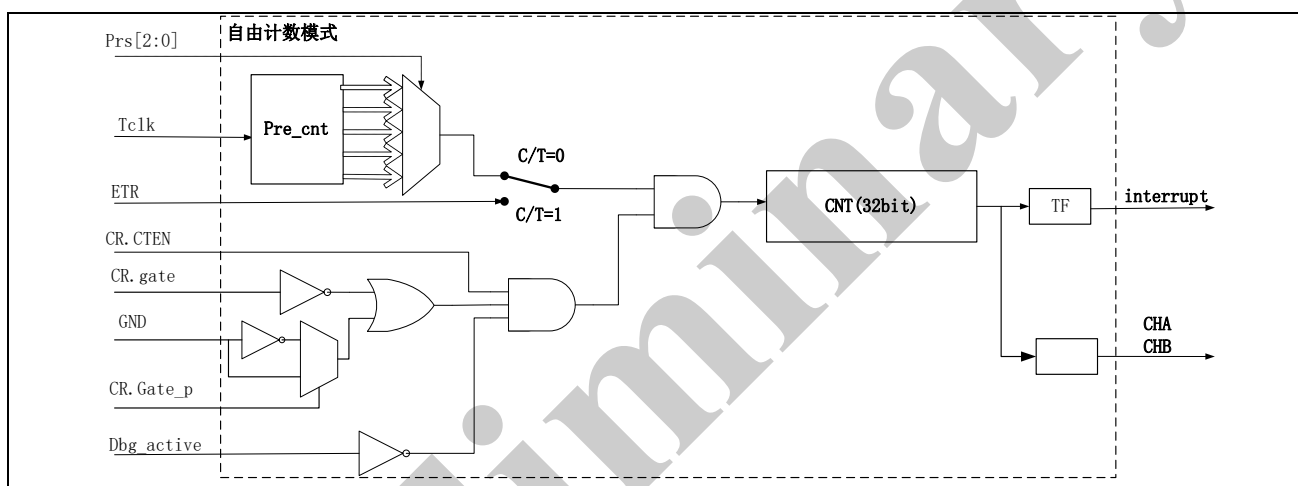 自由计数模式
Prs[2:0]
Pre_cnt
Tclk
C/T=0
ETR
C/T=1
CNT(32bit)
TF
interrupt
CR.CTEN
CR.gate
GND
CHA
CHB
CR.Gate_p
Dbg_active